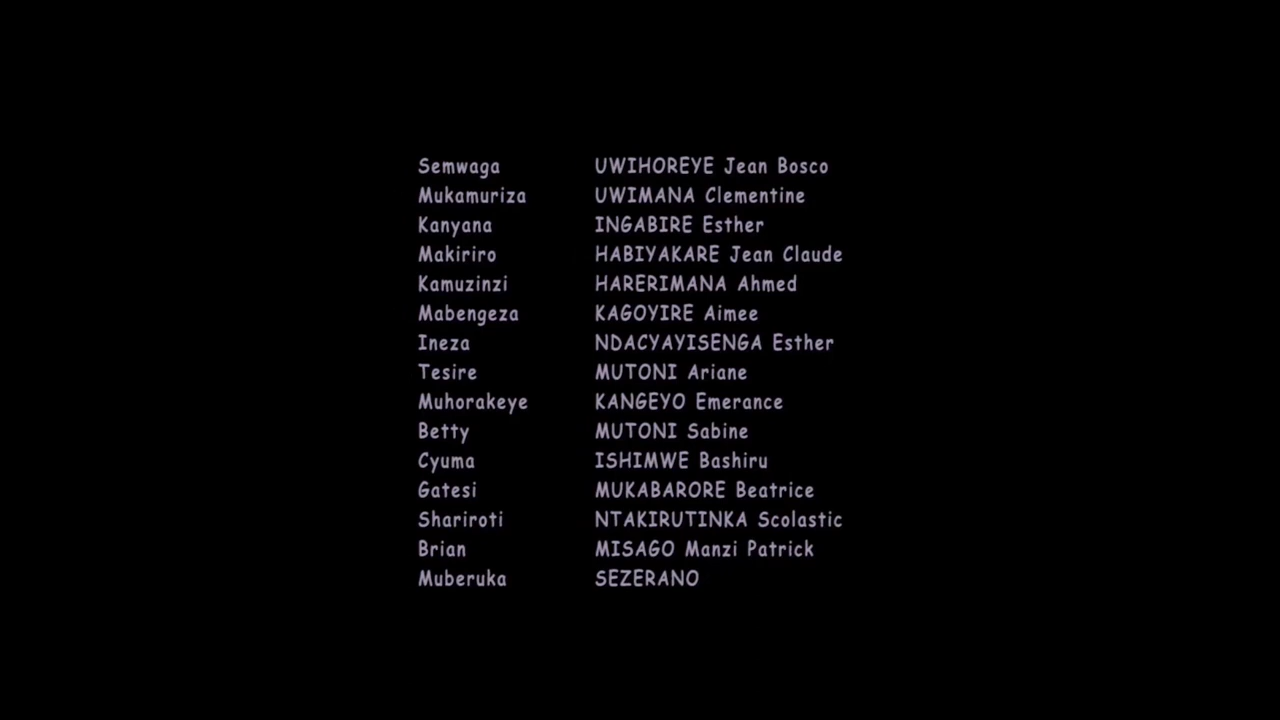 Semwaga UWIHOREYE Jean Bosco
Mukamuriza UWIMANA Clementine
Kanyana INGABIRE Esther
Makiriro HABIYAKARE Jean Claude
Kamuzinzi HARERIMANA Ahmed
Mabengeza KAGOYIRE Aimee
Ineza NDACYAYISENGA Esther
Tesire MUTONI Ariane
Muhorakeye KANGEYO Emerance
Betty MUTONI Sabine
Cyuma ISHIMWE Bashiru
Gatesi MUKABARORE Beatrice
Shariroti NTAKIRUTINKA Scolastic
Brian MISAGO Manzi Patrick
Muberuka SEZERANO